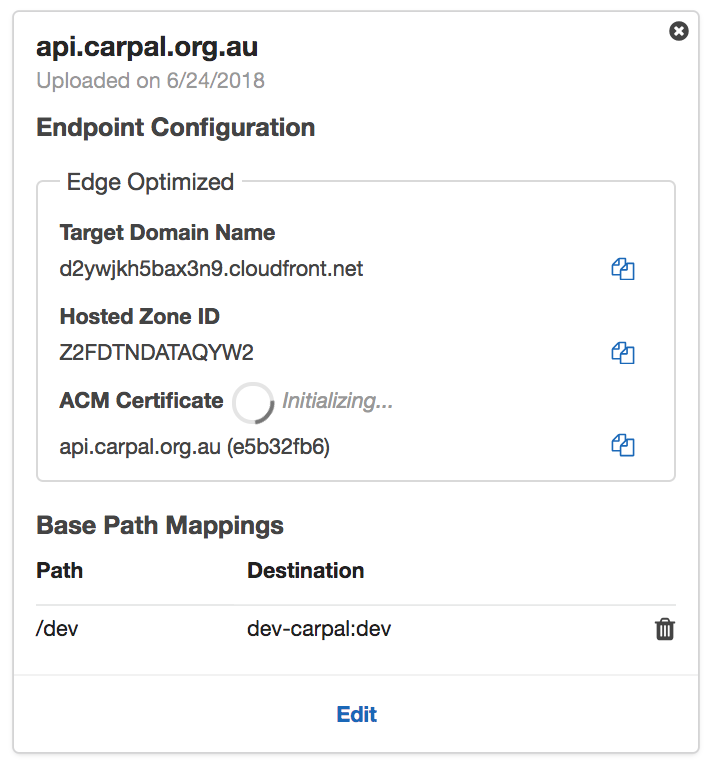 api.carpal.org.au
Uploaded on 6/24/2018
Endpoint Configuration
Edge Optimized
Target Domain Name
d2ywjkh5bax3n9.cloudfront.net
Hosted Zone ID
Z2FDTNDATAQYW2
ACM Certificate Initializing...
api.carpal.org.au (e5b32fb6)
Base Path Mappings
Path Destination
/dev dev-carpal:dev
Edit